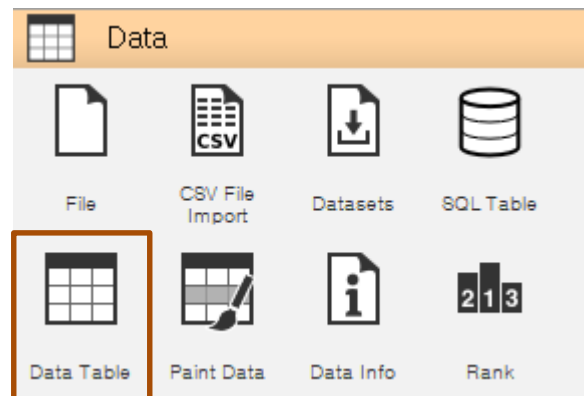 Data
CSV
File
CSV File
Import
Datasets
SQL Table
i
2 1 3
Data Table
Paint Data
Data Info
Rank